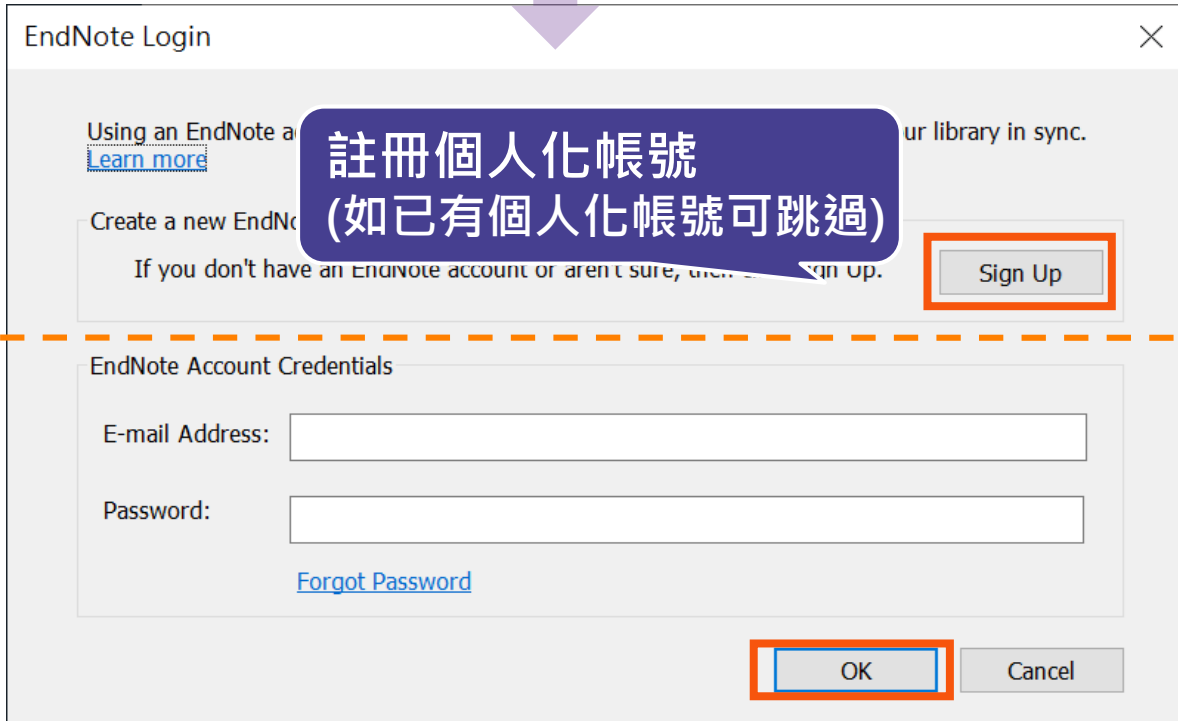 EndNote Login
Using an EndNote a
ur library in sync.
Learn more
註冊個人化帳號
(如已有個人化帳號可跳過)
Create a new EndNo
If you don't have an EndNote account or aren't sure, then Sign Up.
Sign Up
EndNote Account Credentials
E-mail Address:
Password:
Forgot Password
OK
Cancel